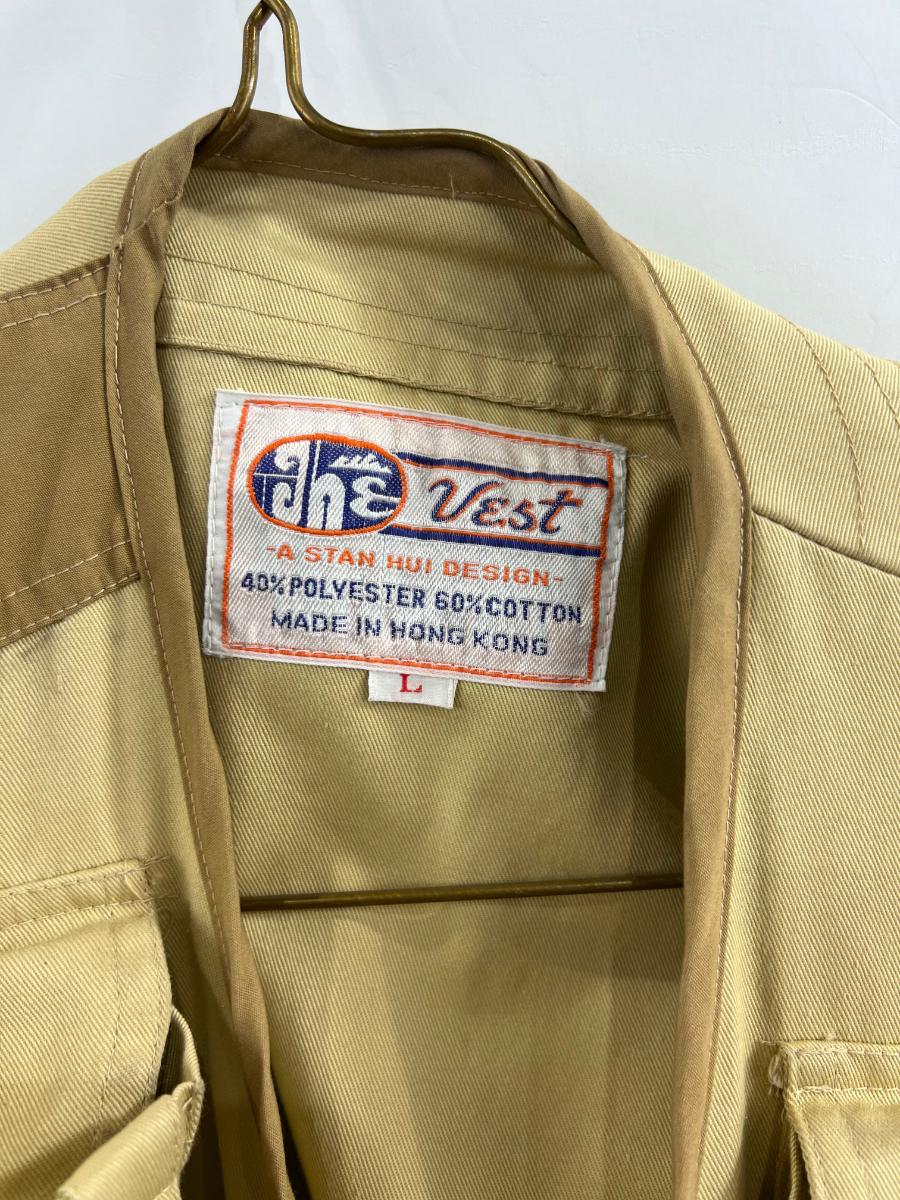 The Vest
-A STAN HUI DESIGN-
40% POLYESTER 60% COTTON
MADE IN HONG KONG
L